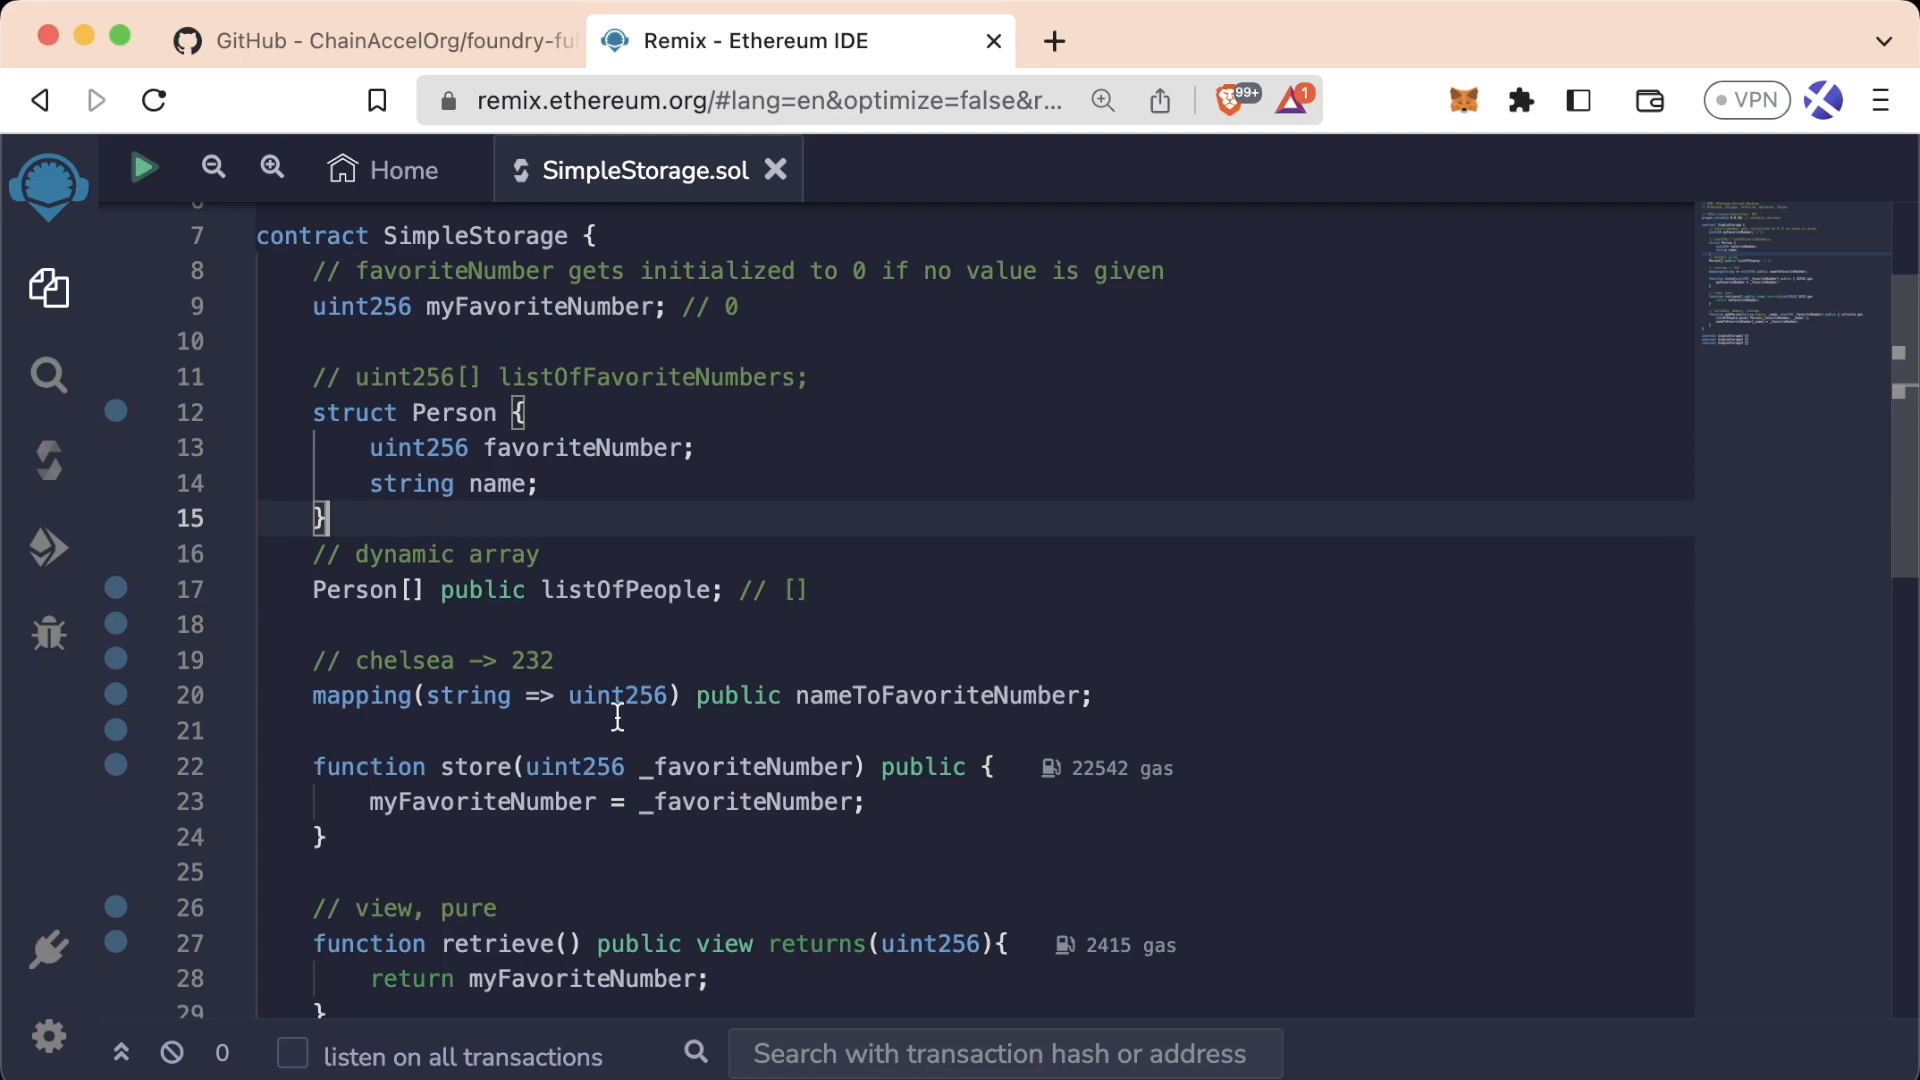 GitHub - ChainAccelOrg/foundry-ful
Remix - Ethereum IDE
remix.ethereum.org/#lang=en&optimize=false&r...
99+
1
VPN
Home
SimpleStorage.sol
7 contract SimpleStorage {
8 // favoriteNumber gets initialized to 0 if no value is given
9 uint256 myFavoriteNumber; // 0
10
11 // uint256[] listOfFavoriteNumbers;
12 struct Person {
13 uint256 favoriteNumber;
14 string name;
15 }
16 // dynamic array
17 Person[] public listOfPeople; // []
18
19 // chelsea -> 232
20 mapping(string => uint256) public nameToFavoriteNumber;
21
22 function store(uint256 _favoriteNumber) public { 22542 gas
23 myFavoriteNumber = _favoriteNumber;
24 }
25
26 // view, pure
27 function retrieve() public view returns(uint256){ 2415 gas
28 return myFavoriteNumber;
29 }
0
listen on all transactions
Search with transaction hash or address